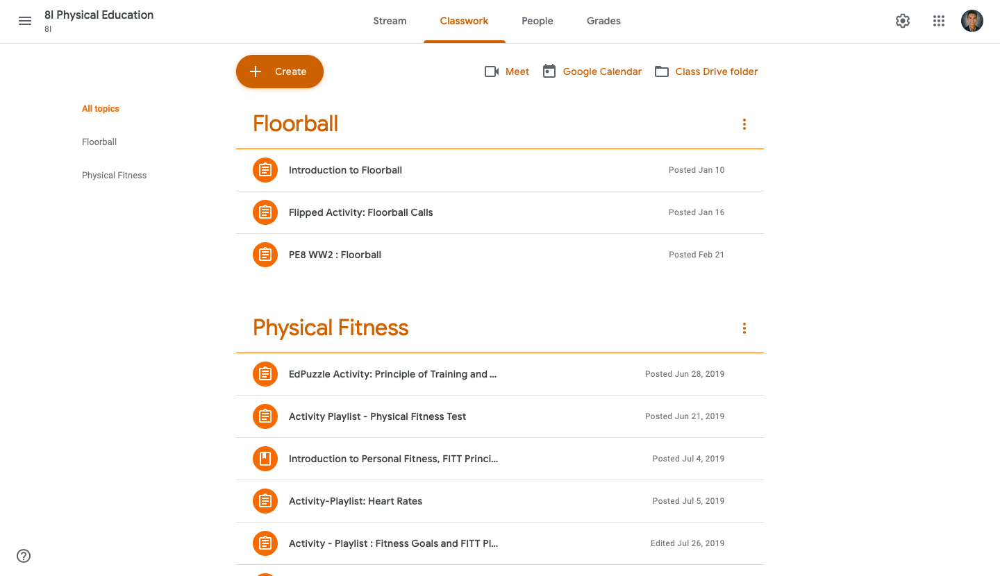 8I Physical Education
8I
Stream
Classwork
People
Grades
Create
Meet
Google Calendar
Class Drive folder
All topics
Floorball
Physical Fitness
Floorball
Introduction to Floorball
Posted Jan 10
Flipped Activity: Floorball Calls
Posted Jan 16
PE8 WW2 : Floorball
Posted Feb 21
Physical Fitness
EdPuzzle Activity: Principle of Training and ...
Posted Jun 28, 2019
Activity Playlist - Physical Fitness Test
Posted Jun 21, 2019
Introduction to Personal Fitness, FITT Princi...
Posted Jul 4, 2019
Activity-Playlist: Heart Rates
Posted Jul 5, 2019
Activity - Playlist : Fitness Goals and FITT Pl...
Edited Jul 26, 2019